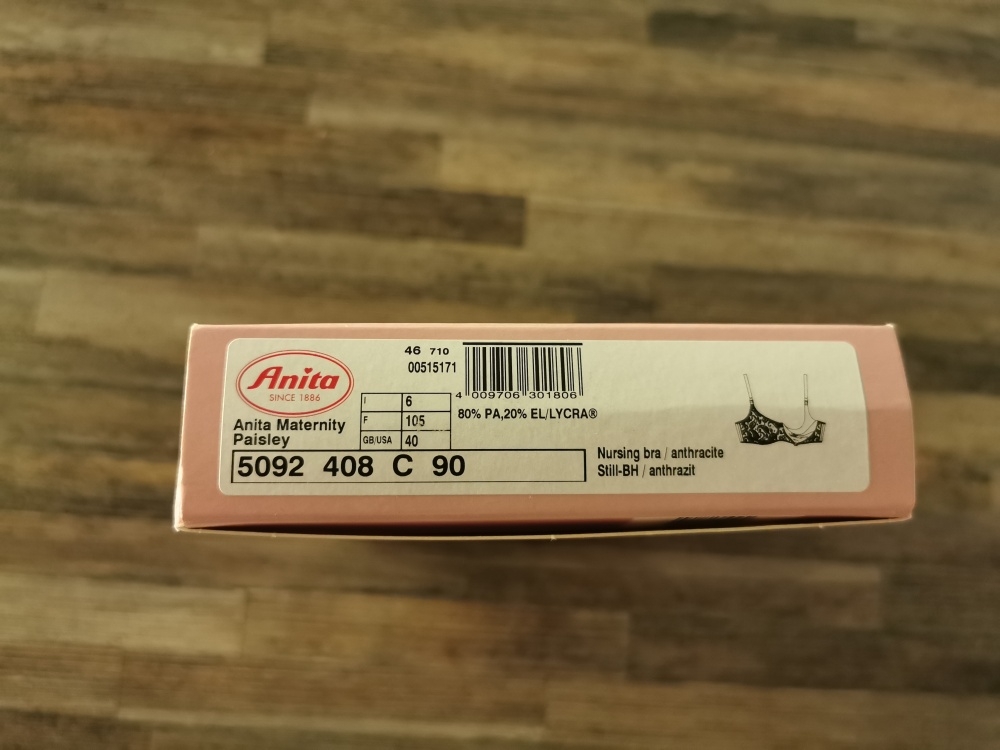 Anita
SINCE 1886
Anita Maternity
Paisley
46 710
00515171
I 6
F 105
GB/USA 40
4 009706 301806
80% PA,20% EL/LYCRA®
5092 408 C 90
Nursing bra / anthracite
Still-BH / anthrazit